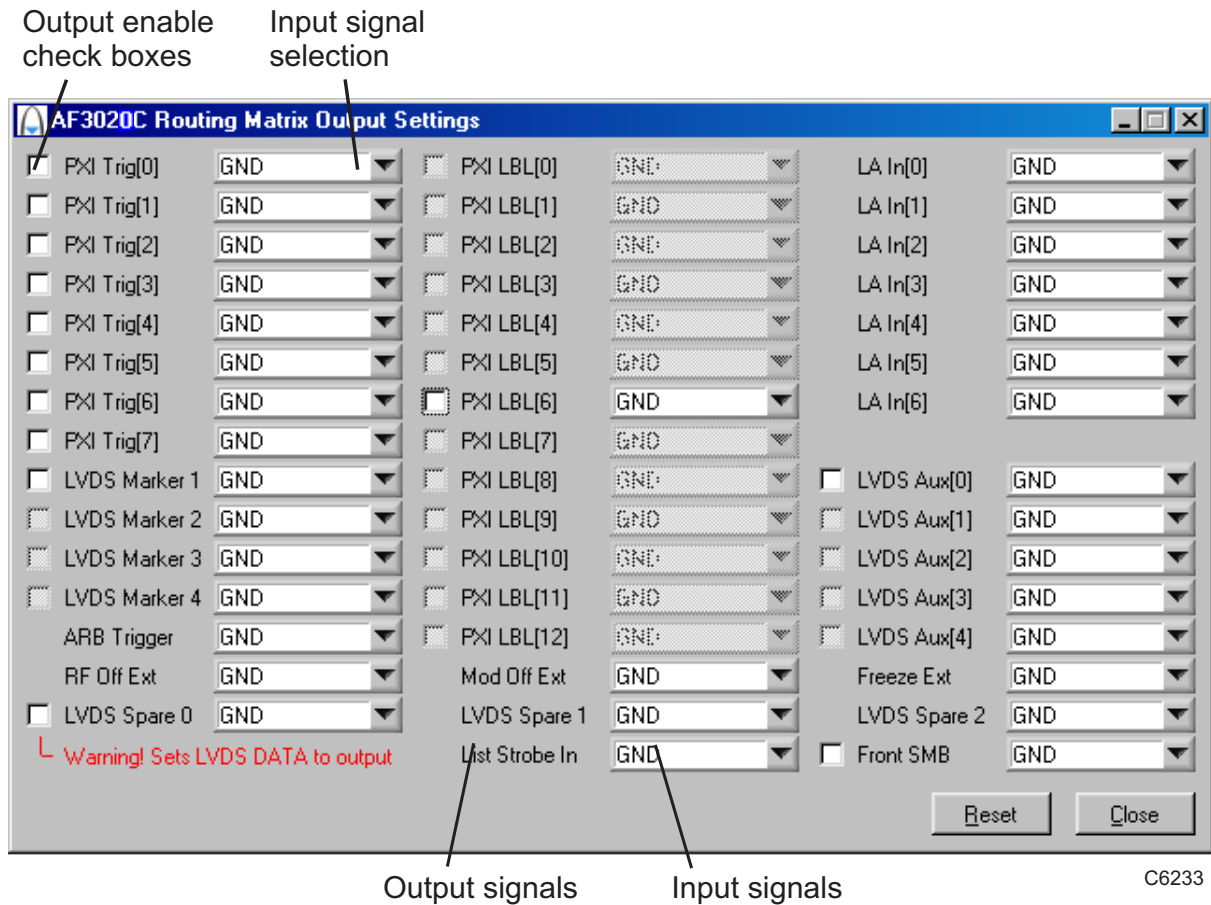 Output enable check boxes
Input signal selection
AF3020C Routing Matrix Output Settings
PXI Trig[0] GND PXI LBL[0] GND LA In[0] GND
PXI Trig[1] GND PXI LBL[1] GND LA In[1] GND
PXI Trig[2] GND PXI LBL[2] GND LA In[2] GND
PXI Trig[3] GND PXI LBL[3] GND LA In[3] GND
PXI Trig[4] GND PXI LBL[4] GND LA In[4] GND
PXI Trig[5] GND PXI LBL[5] GND LA In[5] GND
PXI Trig[6] GND PXI LBL[6] GND LA In[6] GND
PXI Trig[7] GND PXI LBL[7] GND
LVDS Marker 1 GND PXI LBL[8] GND LVDS Aux[0] GND
LVDS Marker 2 GND PXI LBL[9] GND LVDS Aux[1] GND
LVDS Marker 3 GND PXI LBL[10] GND LVDS Aux[2] GND
LVDS Marker 4 GND PXI LBL[11] GND LVDS Aux[3] GND
ARB Trigger GND PXI LBL[12] GND LVDS Aux[4] GND
RF Off Ext GND Mod Off Ext GND Freeze Ext GND
LVDS Spare 0 GND LVDS Spare 1 GND LVDS Spare 2 GND
Warning! Sets LVDS DATA to output List Strobe In GND Front SMB GND
Reset Close
Output signals Input signals C6233